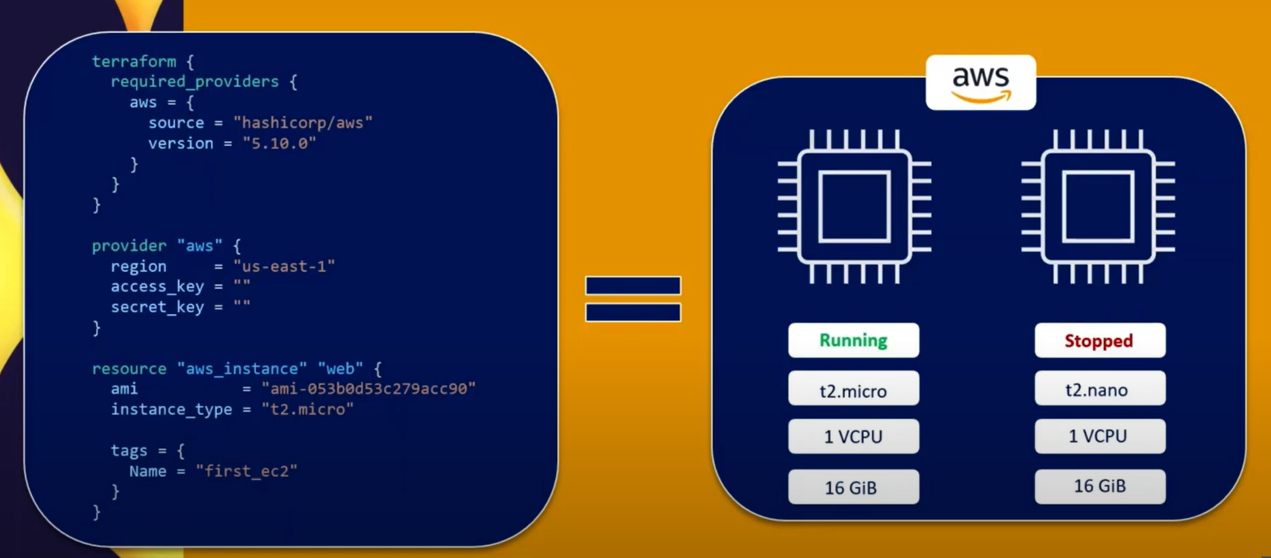 terraform {
required_providers {
aws = {
source = "hashicorp/aws"
version = "5.10.0"
}
}
}
provider "aws" {
region = "us-east-1"
access_key = ""
secret_key = ""
}
resource "aws_instance" "web" {
ami = "ami-053b0d53c279acc90"
instance_type = "t2.micro"
tags = {
Name = "first_ec2"
}
}
aws
Running
t2.micro
1 VCPU
16 GiB
Stopped
t2.nano
1 VCPU
16 GiB